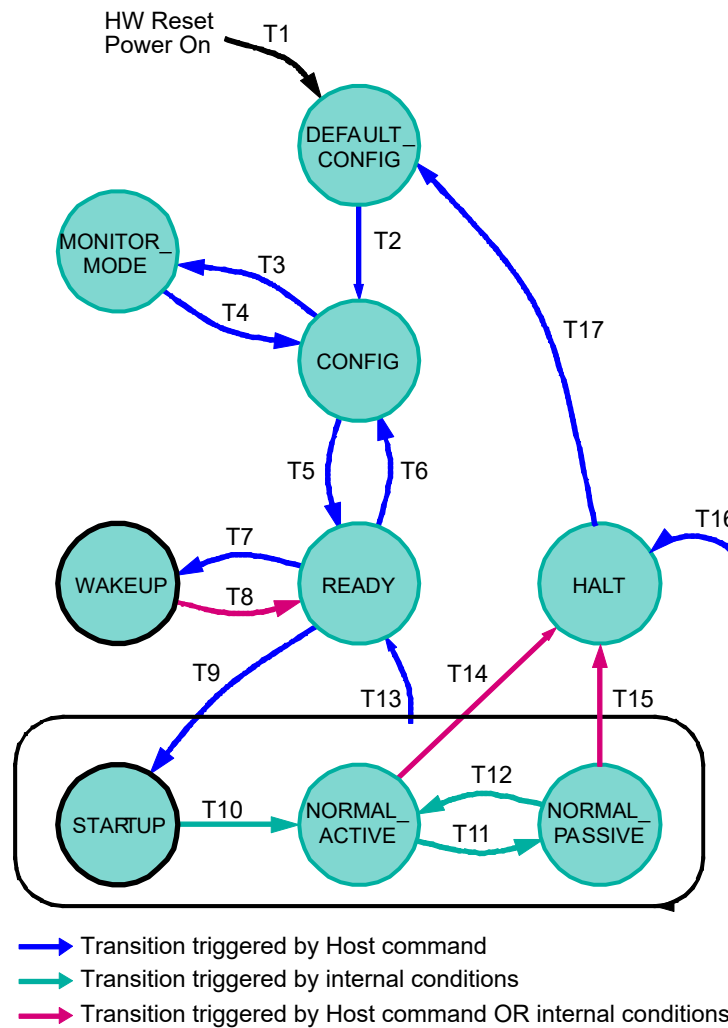 HW Reset
Power On
T1
DEFAULT_
CONFIG
T2
MONITOR_
MODE
T3
T4
CONFIG
T17
T5
T6
T16
T7
WAKEUP
READY
HALT
T8
T9
T13
T14
T15
T12
STARTUP
T10
NORMAL_
ACTIVE
T11
NORMAL_
PASSIVE
Transition triggered by Host command
Transition triggered by internal conditions
Transition triggered by Host command OR internal conditions